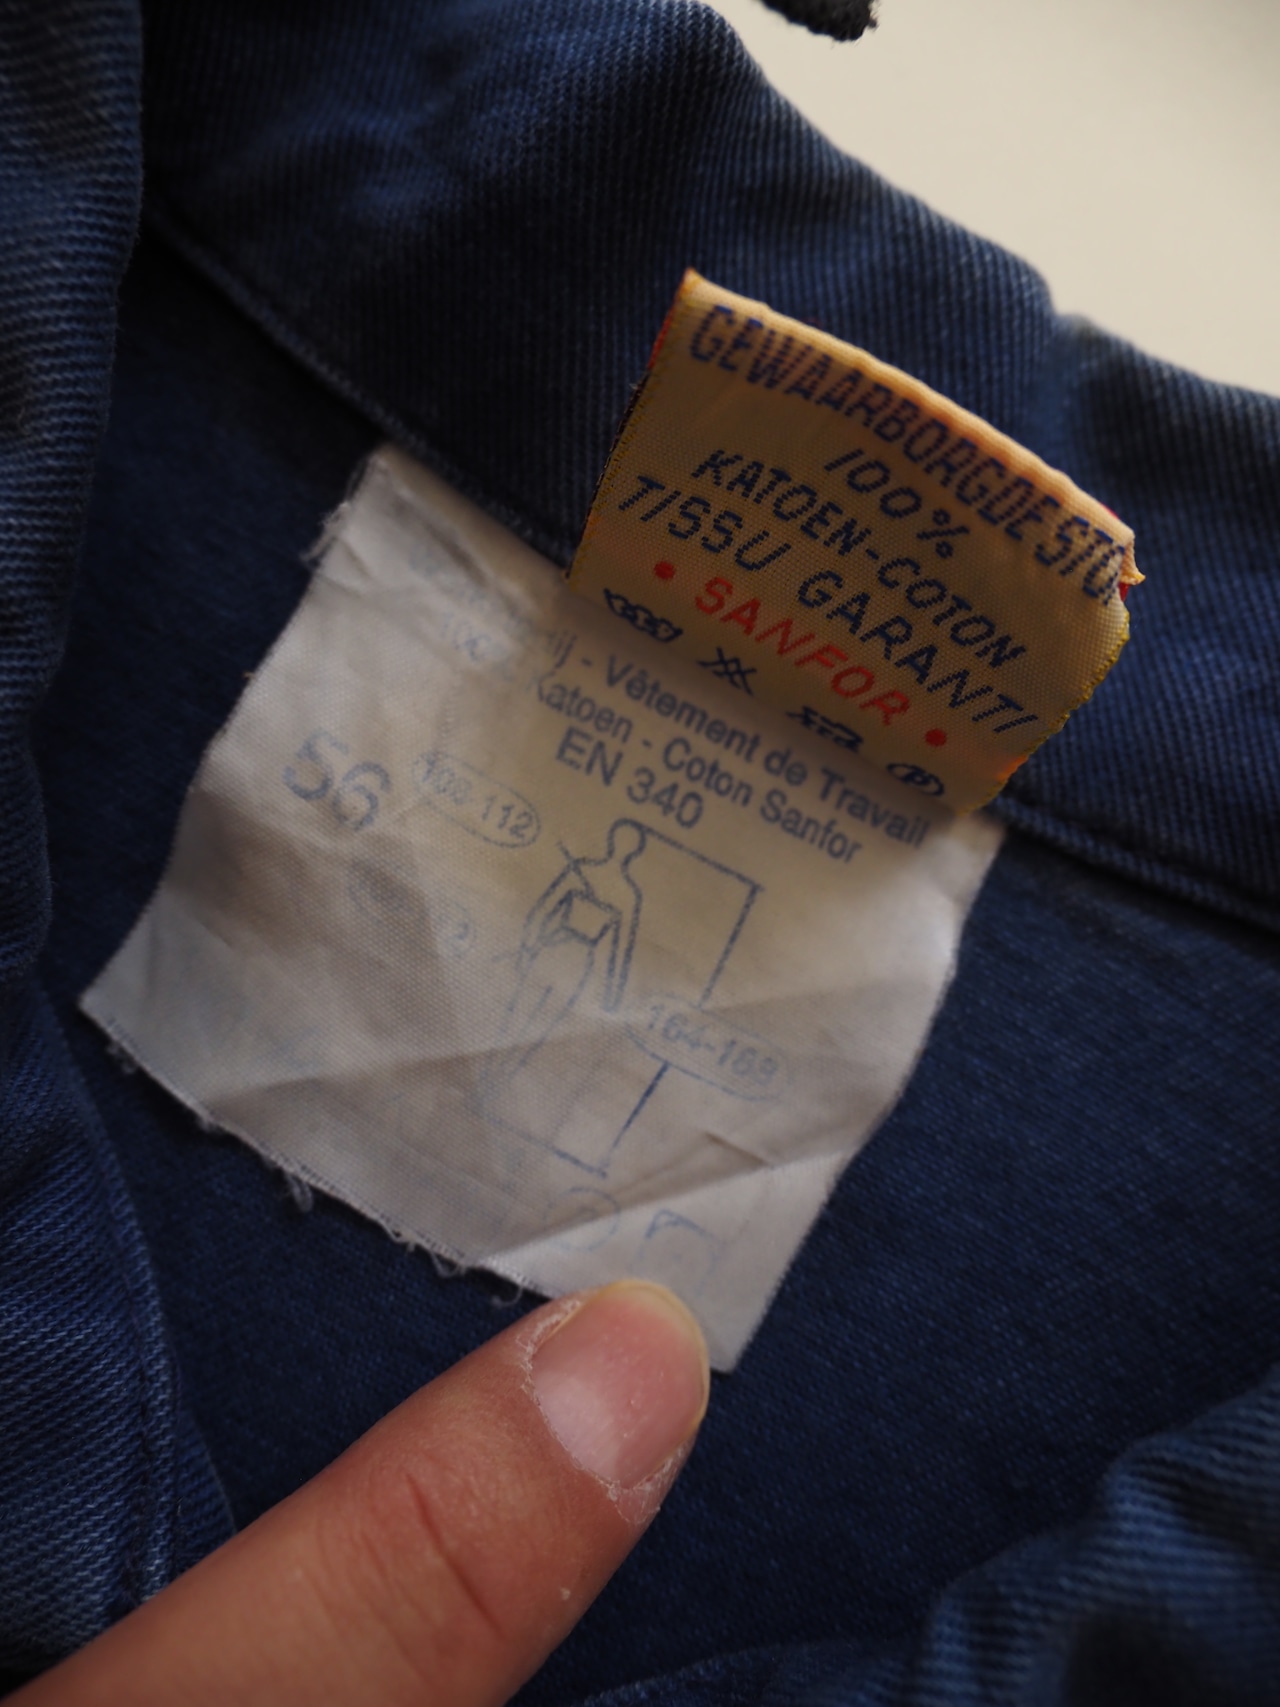 GEWAARBORGDE STO
100%
KATOEN-COTON
TISSU GARANTI
• SANFOR •
- Vêtement de Travail
Katoen - Coton Sanfor
EN 340
56
108-112
164-188